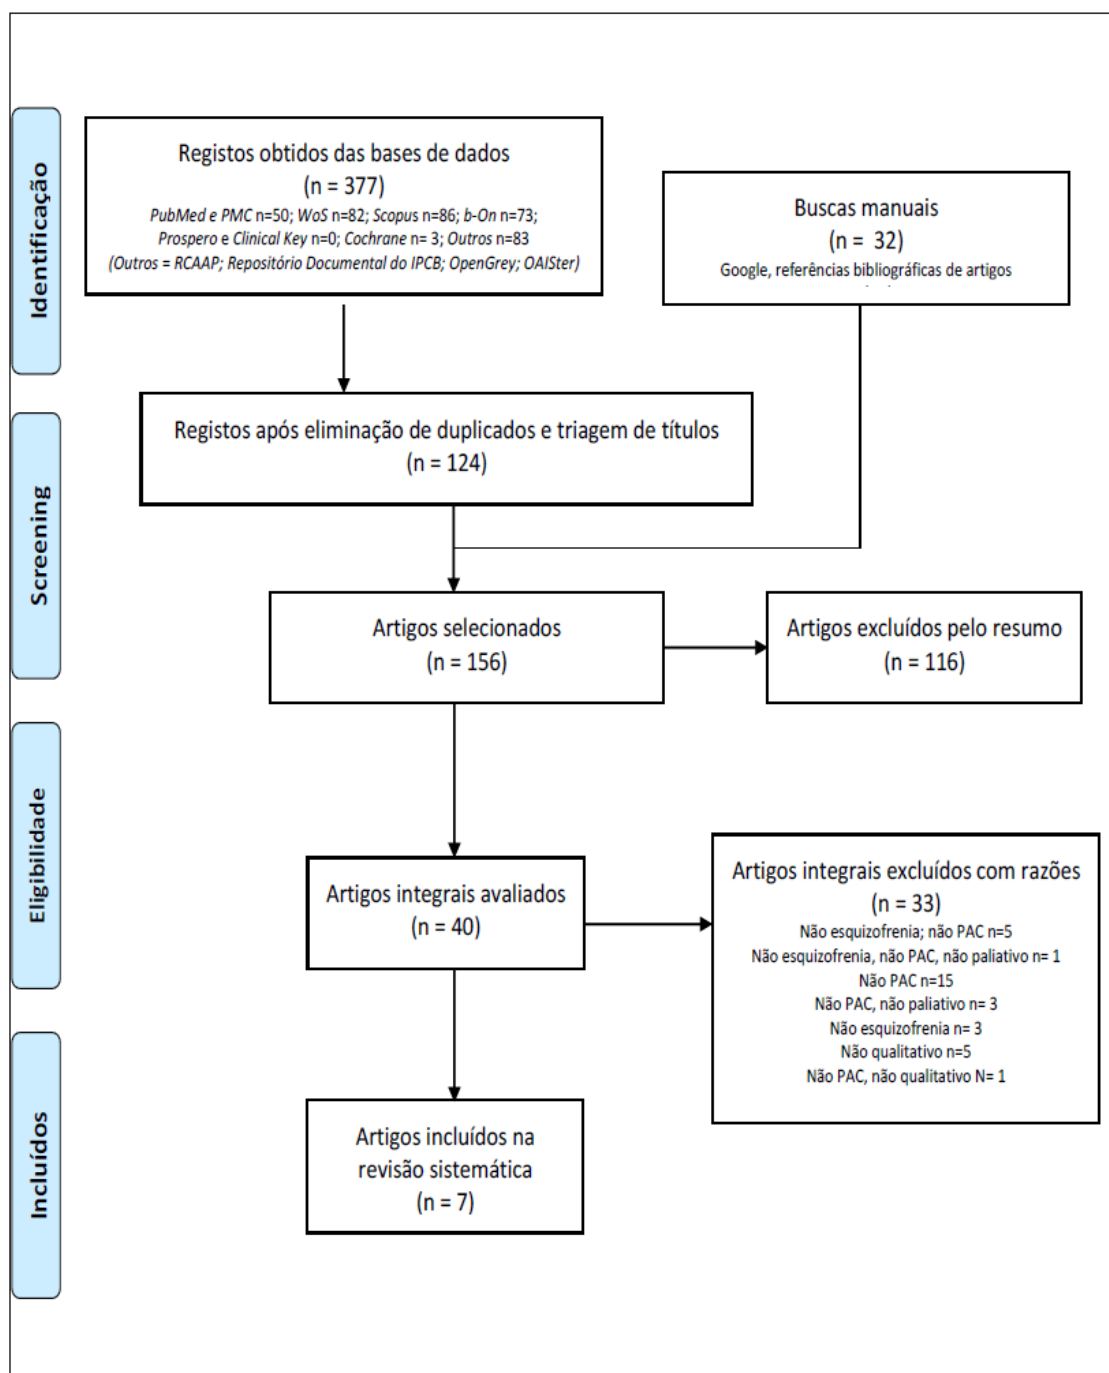 Identificação
Registos obtidos das bases de dados
(n = 377)
PubMed e PMC n=50; WoS n=82; Scopus n=86; b-On n=73;
Prospero e Clinical Key n=0; Cochrane n= 3; Outros n=83
(Outros = RCAAP; Repositório Documental do IPCB; OpenGrey; OAISter)
Buscas manuais
(n = 32)
Google, referências bibliográficas de artigos
Screening
Registos após eliminação de duplicados e triagem de títulos
(n = 124)
Artigos selecionados
(n = 156)
Artigos excluídos pelo resumo
(n = 116)
Eligibilidade
Artigos integrais avaliados
(n = 40)
Artigos integrais excluídos com razões
(n = 33)
Não esquizofrenia; não PAC n=5
Não esquizofrenia, não PAC, não paliativo n= 1
Não PAC n=15
Não PAC, não paliativo n= 3
Não esquizofrenia n= 3
Não qualitativo n=5
Não PAC, não qualitativo N= 1
Incluídos
Artigos incluídos na
revisão sistemática
(n = 7)